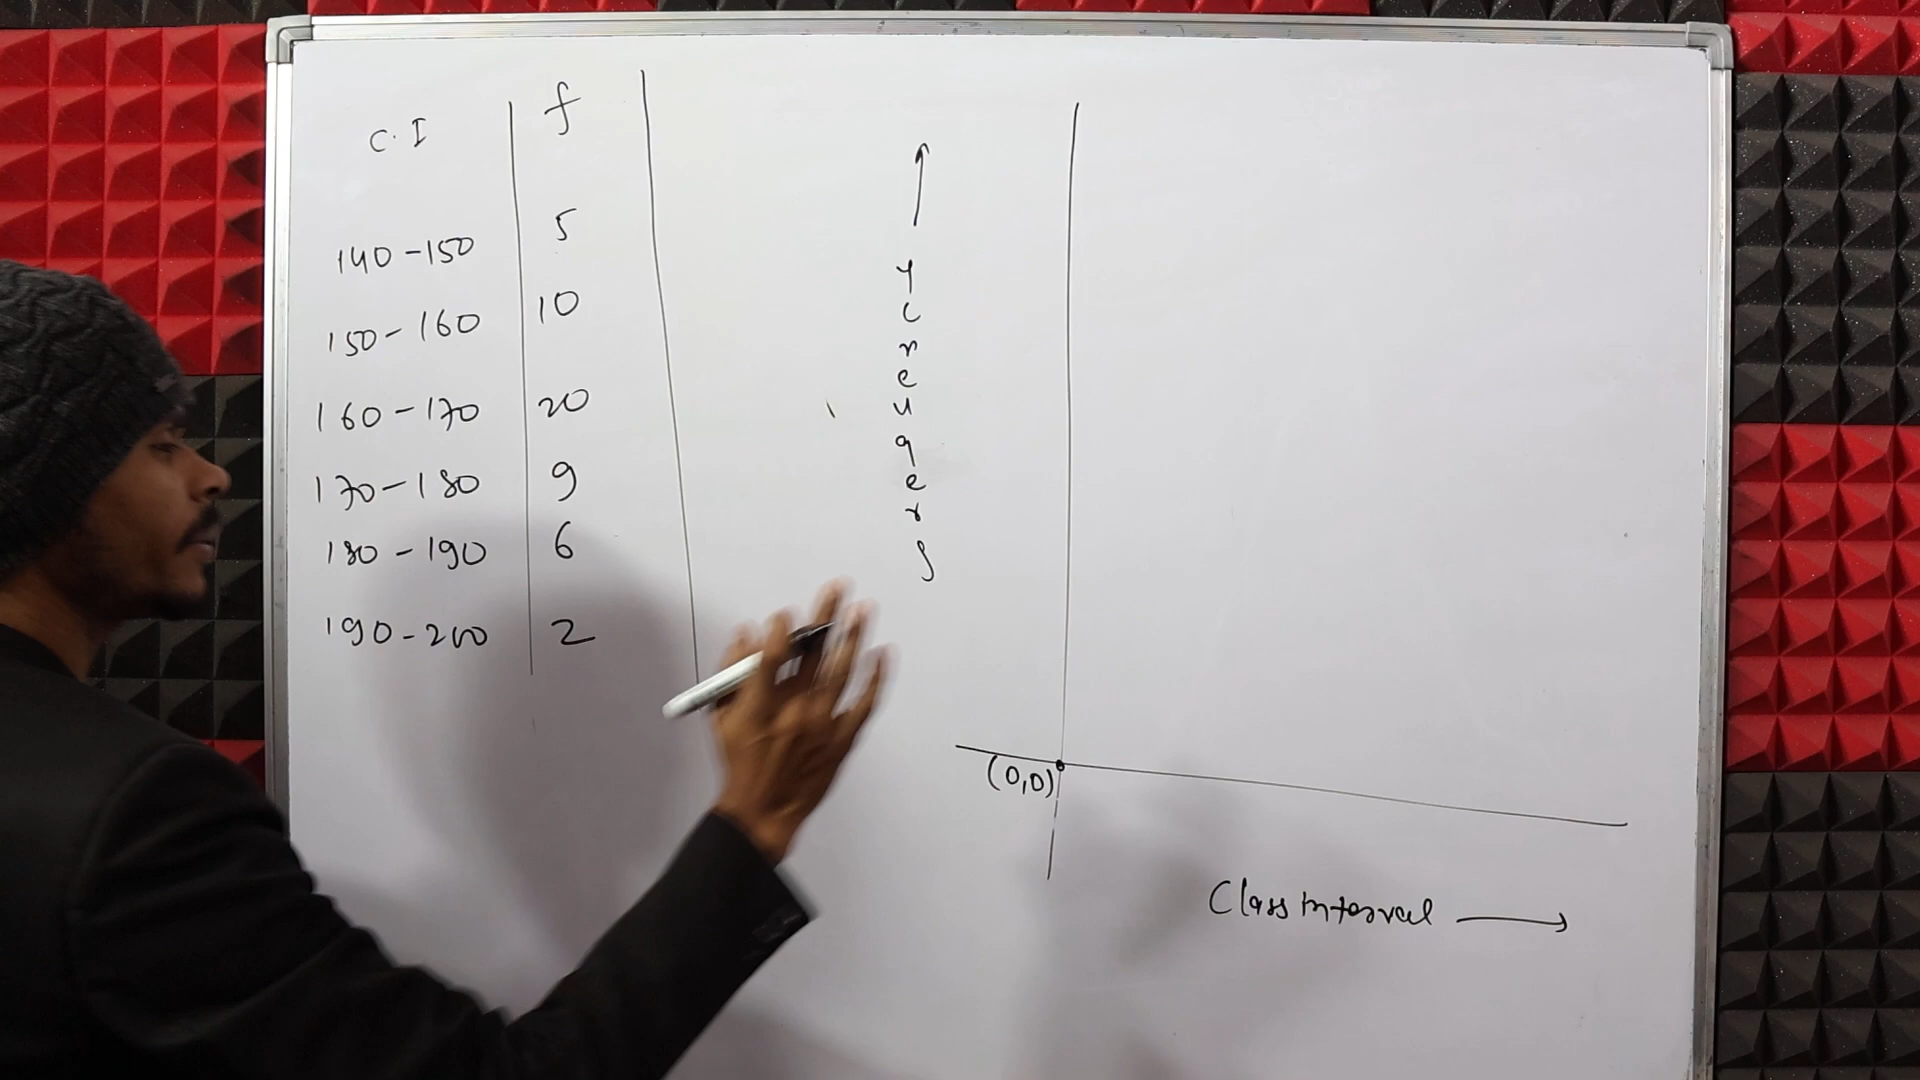 C.I f
140-150 5
150-160 10
160-170 20
170-180 9
180-190 6
190-200 2
frequency
(0,0)
Class Interval